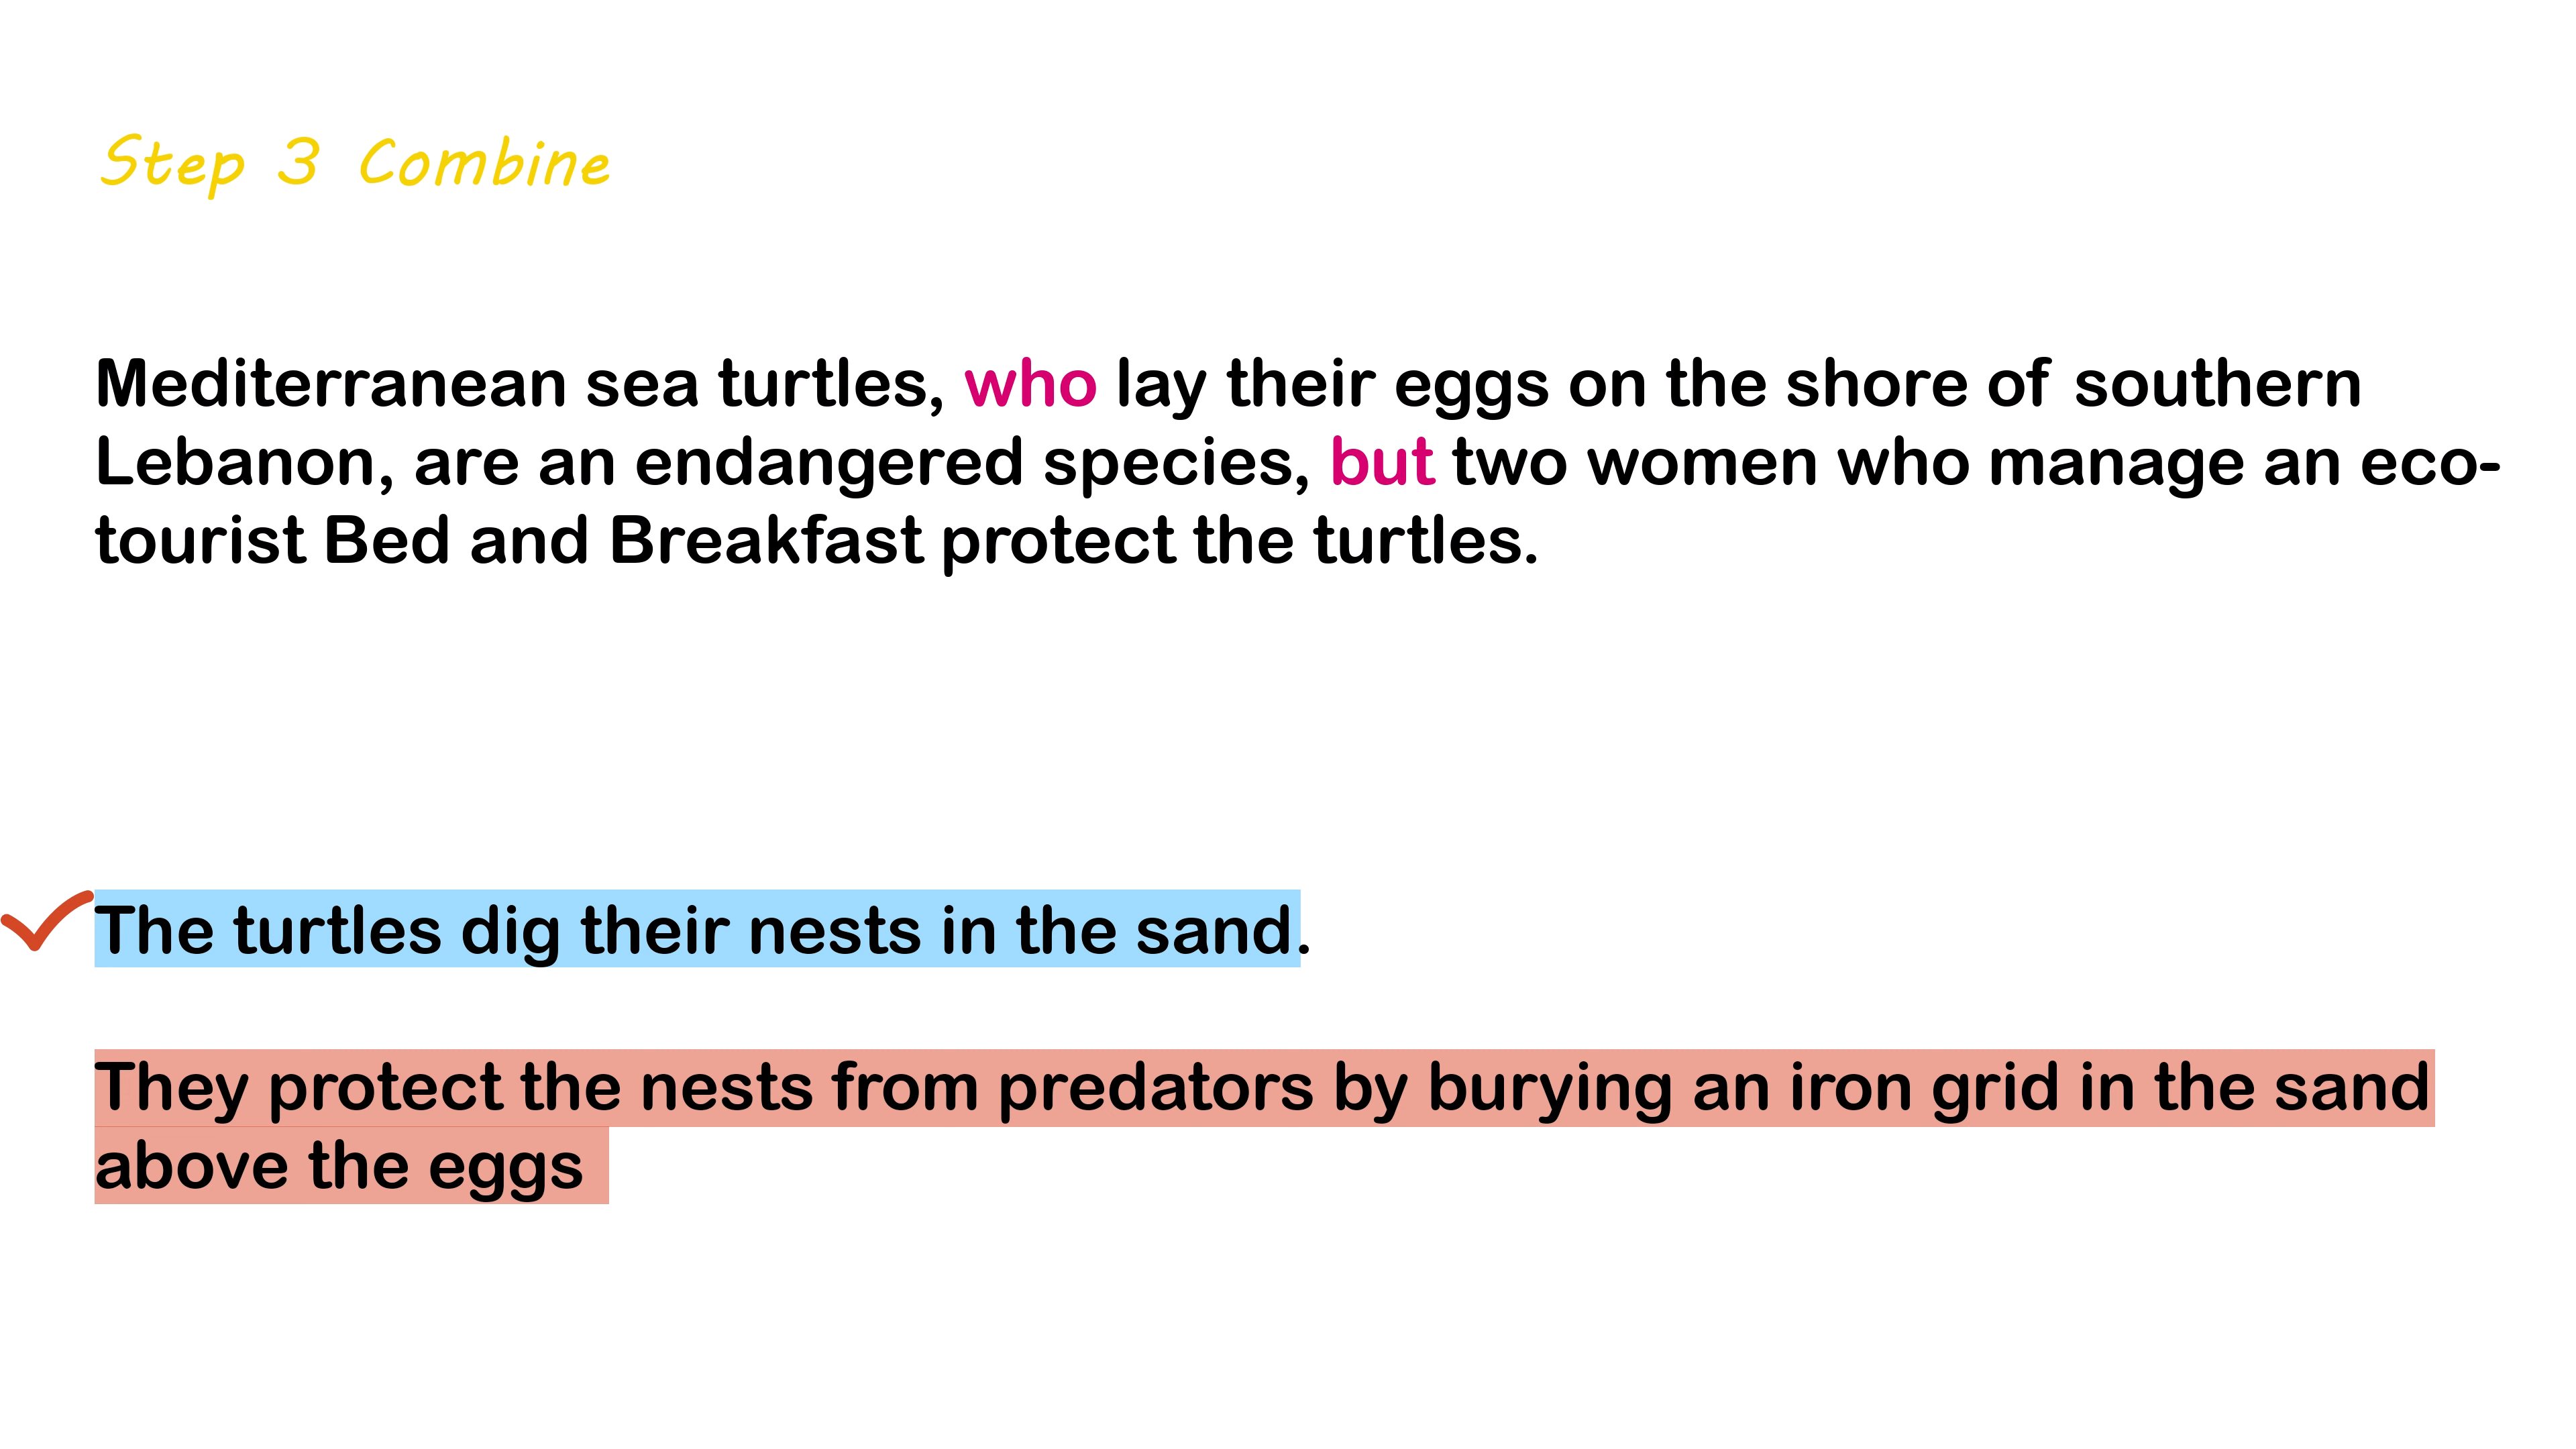 Step 3 Combine
Mediterranean sea turtles, who lay their eggs on the shore of southern
Lebanon, are an endangered species, but two women who manage an eco-
tourist Bed and Breakfast protect the turtles.
The turtles dig their nests in the sand.
They protect the nests from predators by burying an iron grid in the sand
above the eggs